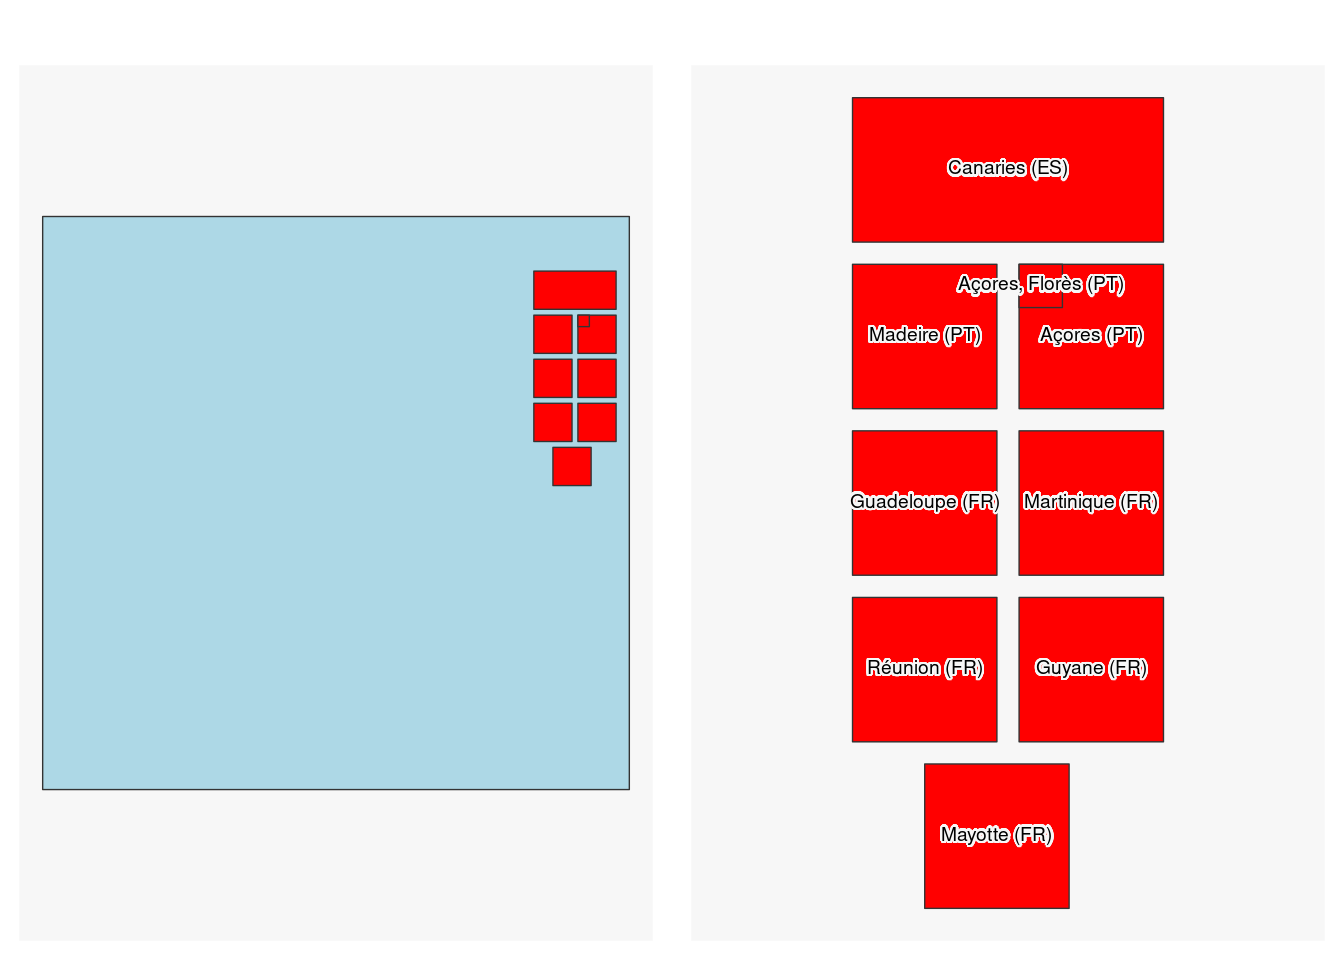 Canaries (ES)
Açores, Florès (PT)
Madeire (PT)
Açores (PT)
Guadeloupe (FR)
Martinique (FR)
Réunion (FR)
Guyane (FR)
Mayotte (FR)